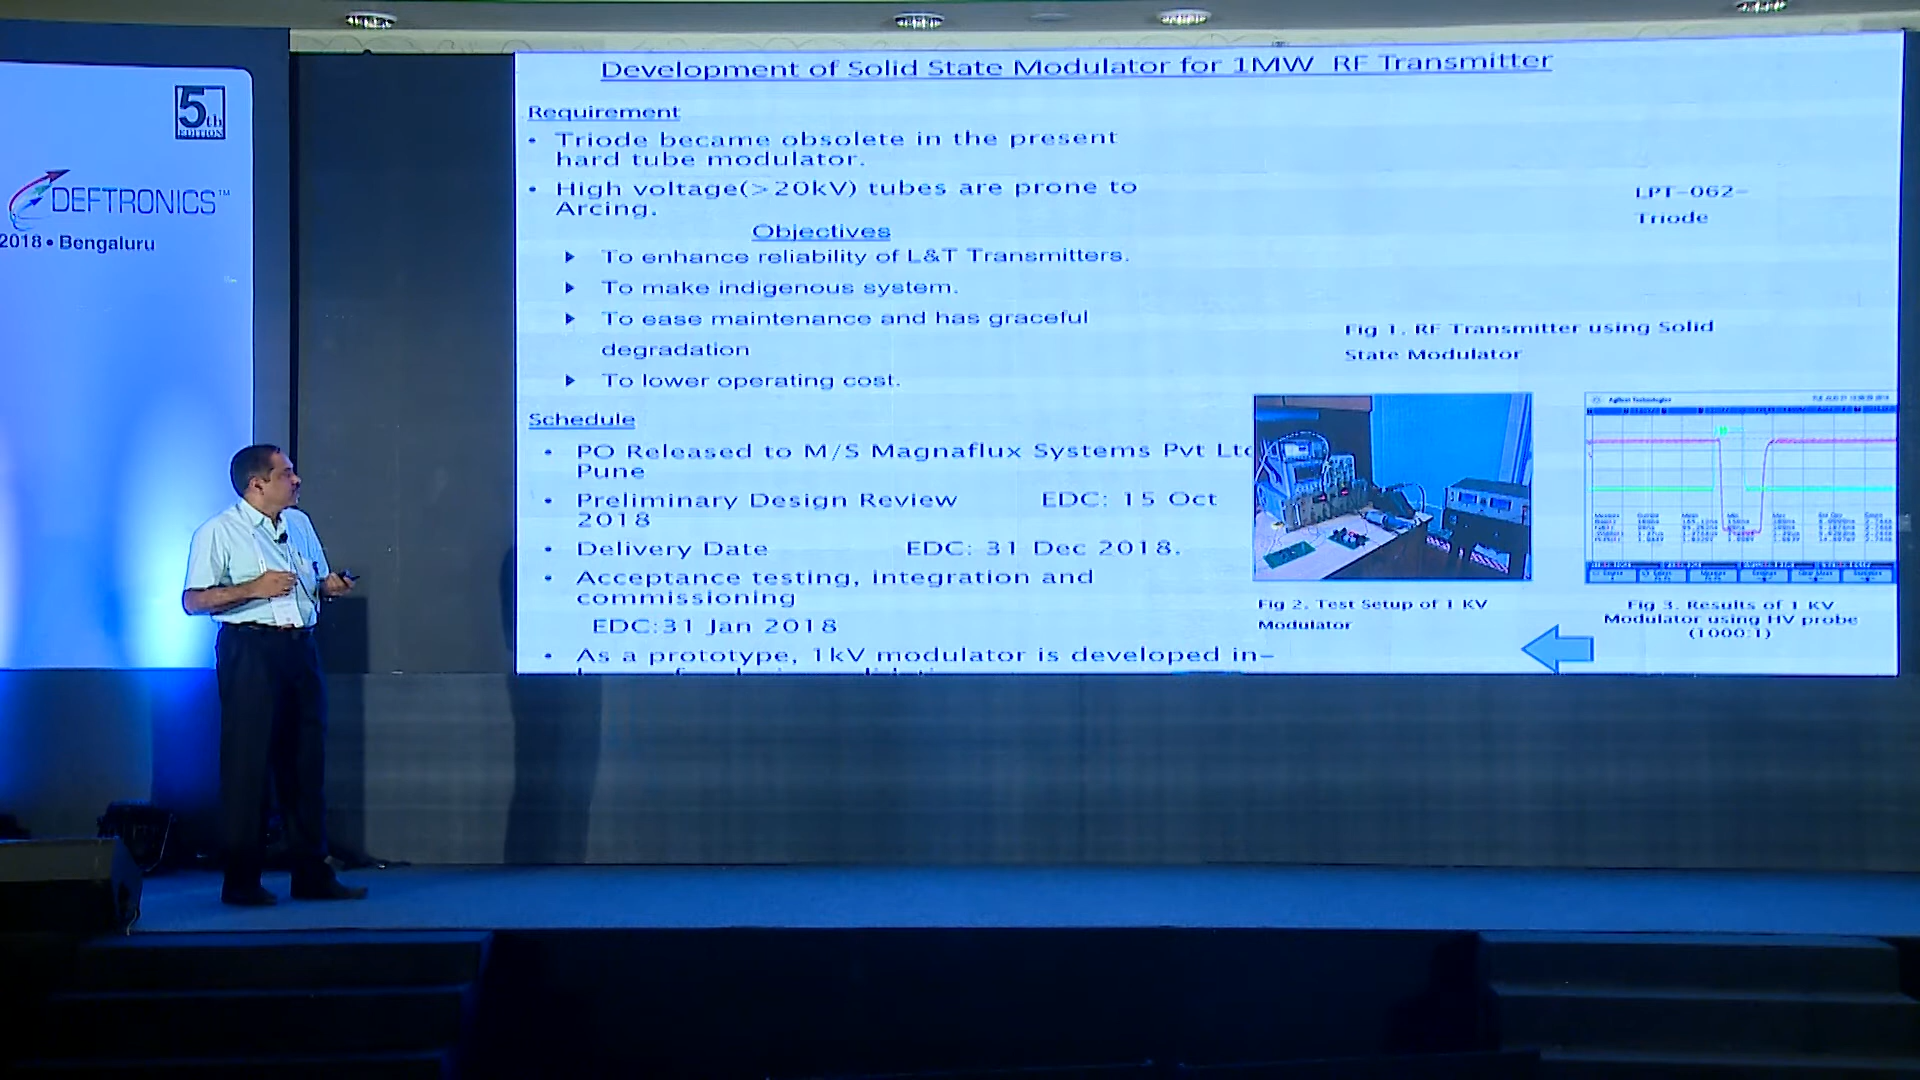 5th
EDITION
DEFTRONICS™
2018 • Bengaluru
Development of Solid State Modulator for 1MW RF Transmitter
Requirement
• Triode became obsolete in the present
hard tube modulator.
• High voltage(>20kV) tubes are prone to
Arcing.
Objectives
To enhance reliability of L&T Transmitters.
To make indigenous system.
To ease maintenance and has graceful
degradation
To lower operating cost.
Schedule
• PO Released to M/S Magnaflux Systems Pvt Ltd
Pune
• Preliminary Design Review EDC: 15 Oct
2018
• Delivery Date EDC: 31 Dec 2018.
• Acceptance testing, integration and
commissioning
EDC:31 Jan 2018
• As a prototype, 1kV modulator is developed in-
LPT-062-
Triode
Fig 1. RF Transmitter using Solid
State Modulator
Agilent Technologies
Fig 2. Test Setup of 1 KV
Modulator
Fig 3. Results of 1 KV
Modulator using HV probe
(1000:1)